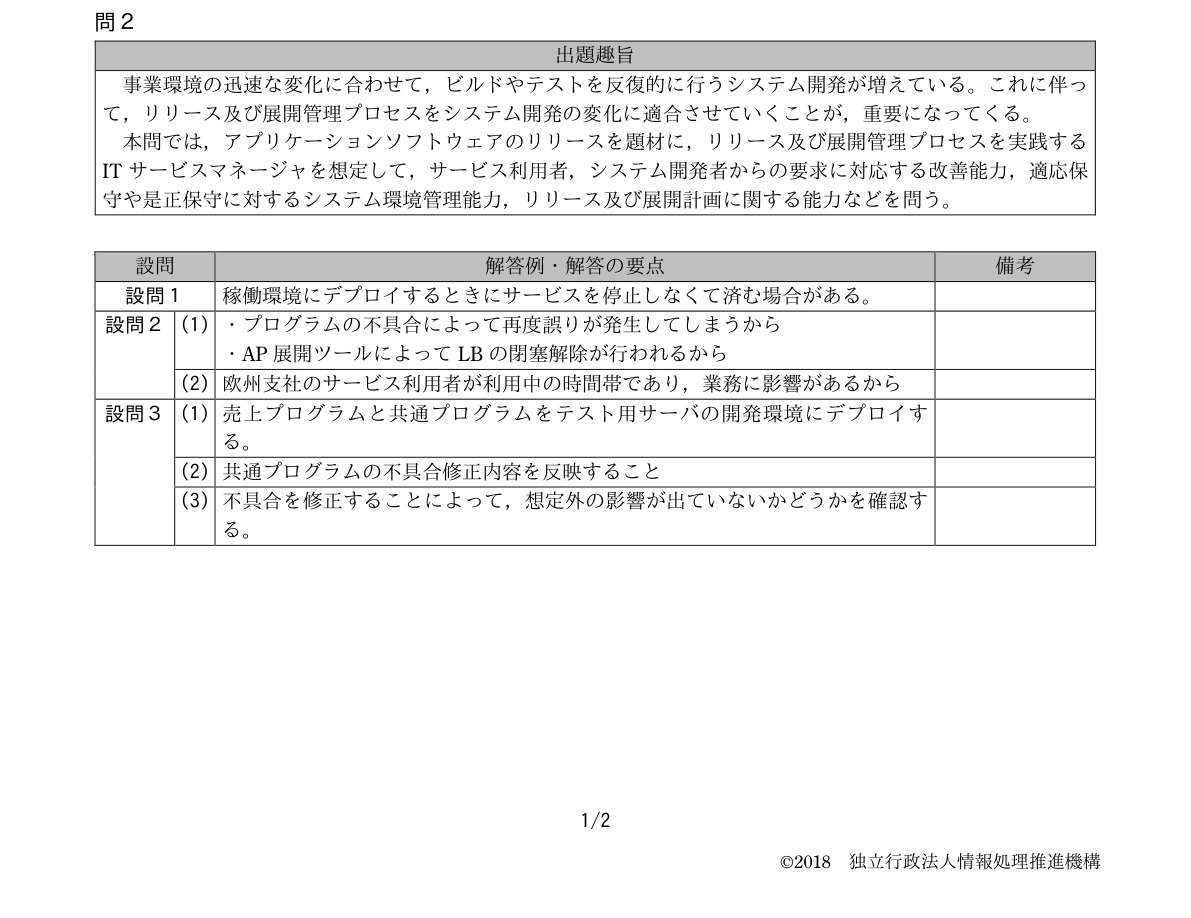 問２
出題趣旨
事業環境の迅速な変化に合わせて，ビルドやテストを反復的に行うシステム開発が増えている。これに伴っ
て，リリース及び展開管理プロセスをシステム開発の変化に適合させていくことが，重要になってくる。
本問では，アプリケーションソフトウェアのリリースを題材に，リリース及び展開管理プロセスを実践する
IT サービスマネージャを想定して，サービス利用者，システム開発者からの要求に対応する改善能力，適応保
守や是正保守に対するシステム環境管理能力，リリース及び展開計画に関する能力などを問う。
設問 解答例・解答の要点 備考
設問１ 稼働環境にデプロイするときにサービスを停止しなくて済む場合がある。
設問２ (1) ・プログラムの不具合によって再度誤りが発生してしまうから
・AP 展開ツールによって LB の閉塞解除が行われるから
(2) 欧州支社のサービス利用者が利用中の時間帯であり，業務に影響があるから
設問３ (1) 売上プログラムと共通プログラムをテスト用サーバの開発環境にデプロイす
る。
(2) 共通プログラムの不具合修正内容を反映すること
(3) 不具合を修正することによって，想定外の影響が出ていないかどうかを確認す
る。
1/2
©2018 独立行政法人情報処理推進機構